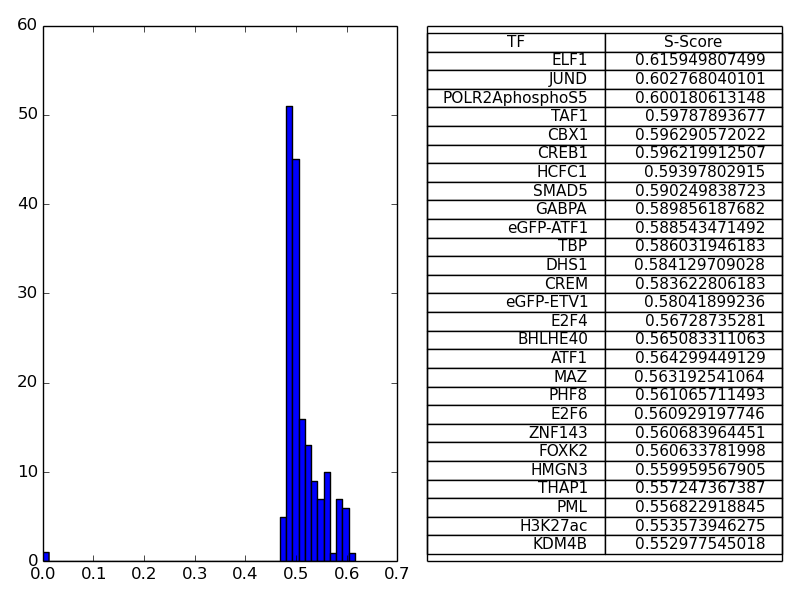 60
50
40
30
20
10
0
0.0 0.1 0.2 0.3 0.4 0.5 0.6 0.7
TF S-Score
ELF1 0.615949807499
JUND 0.602768040101
POLR2AphosphoS5 0.600180613148
TAF1 0.59787893677
CBX1 0.596290572022
CREB1 0.596219912507
HCFC1 0.59397802915
SMAD5 0.590249838723
GABPA 0.589856187682
eGFP-ATF1 0.588543471492
TBP 0.586031946183
DHS1 0.584129709028
CREM 0.583622806183
eGFP-ETV1 0.58041899236
E2F4 0.56728735281
BHLHE40 0.565083311063
ATF1 0.564299449129
MAZ 0.563192541064
PHF8 0.561065711493
E2F6 0.560929197746
ZNF143 0.560683964451
FOXK2 0.560633781998
HMGN3 0.559959567905
THAP1 0.557247367387
PML 0.556822918845
H3K27ac 0.553573946275
KDM4B 0.552977545018